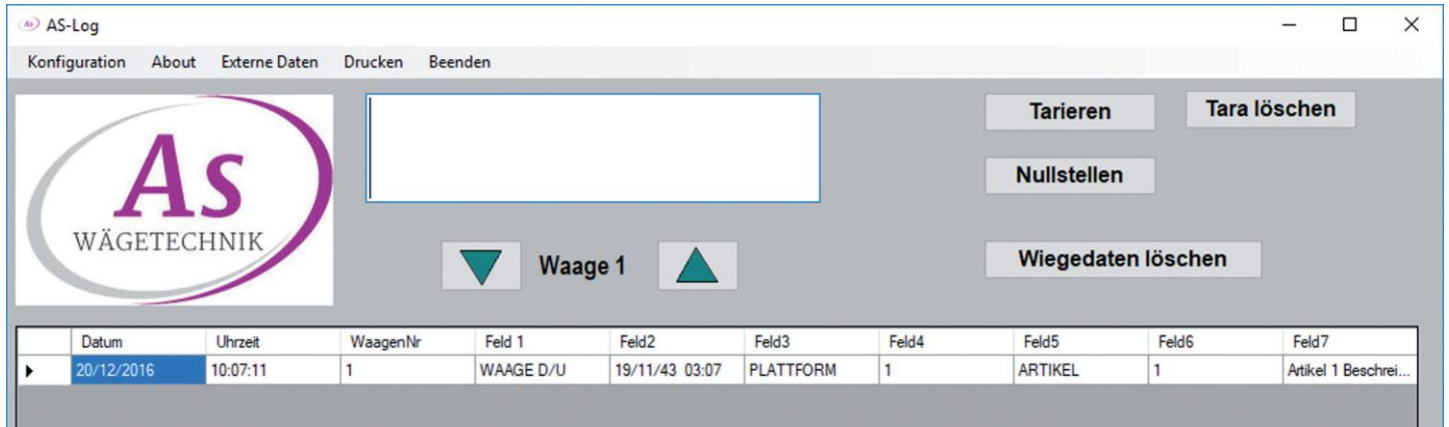 As AS-Log
Konfiguration About Externe Daten Drucken Beenden
As
WÄGETECHNIK
Tarieren Tara löschen
Nullstellen
Waage 1
Wiegedaten löschen
Datum Uhrzeit WaagenNr Feld 1 Feld2 Feld3 Feld4 Feld5 Feld6 Feld7
20/12/2016 10:07:11 1 WAAGE D/U 19/11/43 03:07 PLATTFORM 1 ARTIKEL 1 Artikel 1 Beschrei...